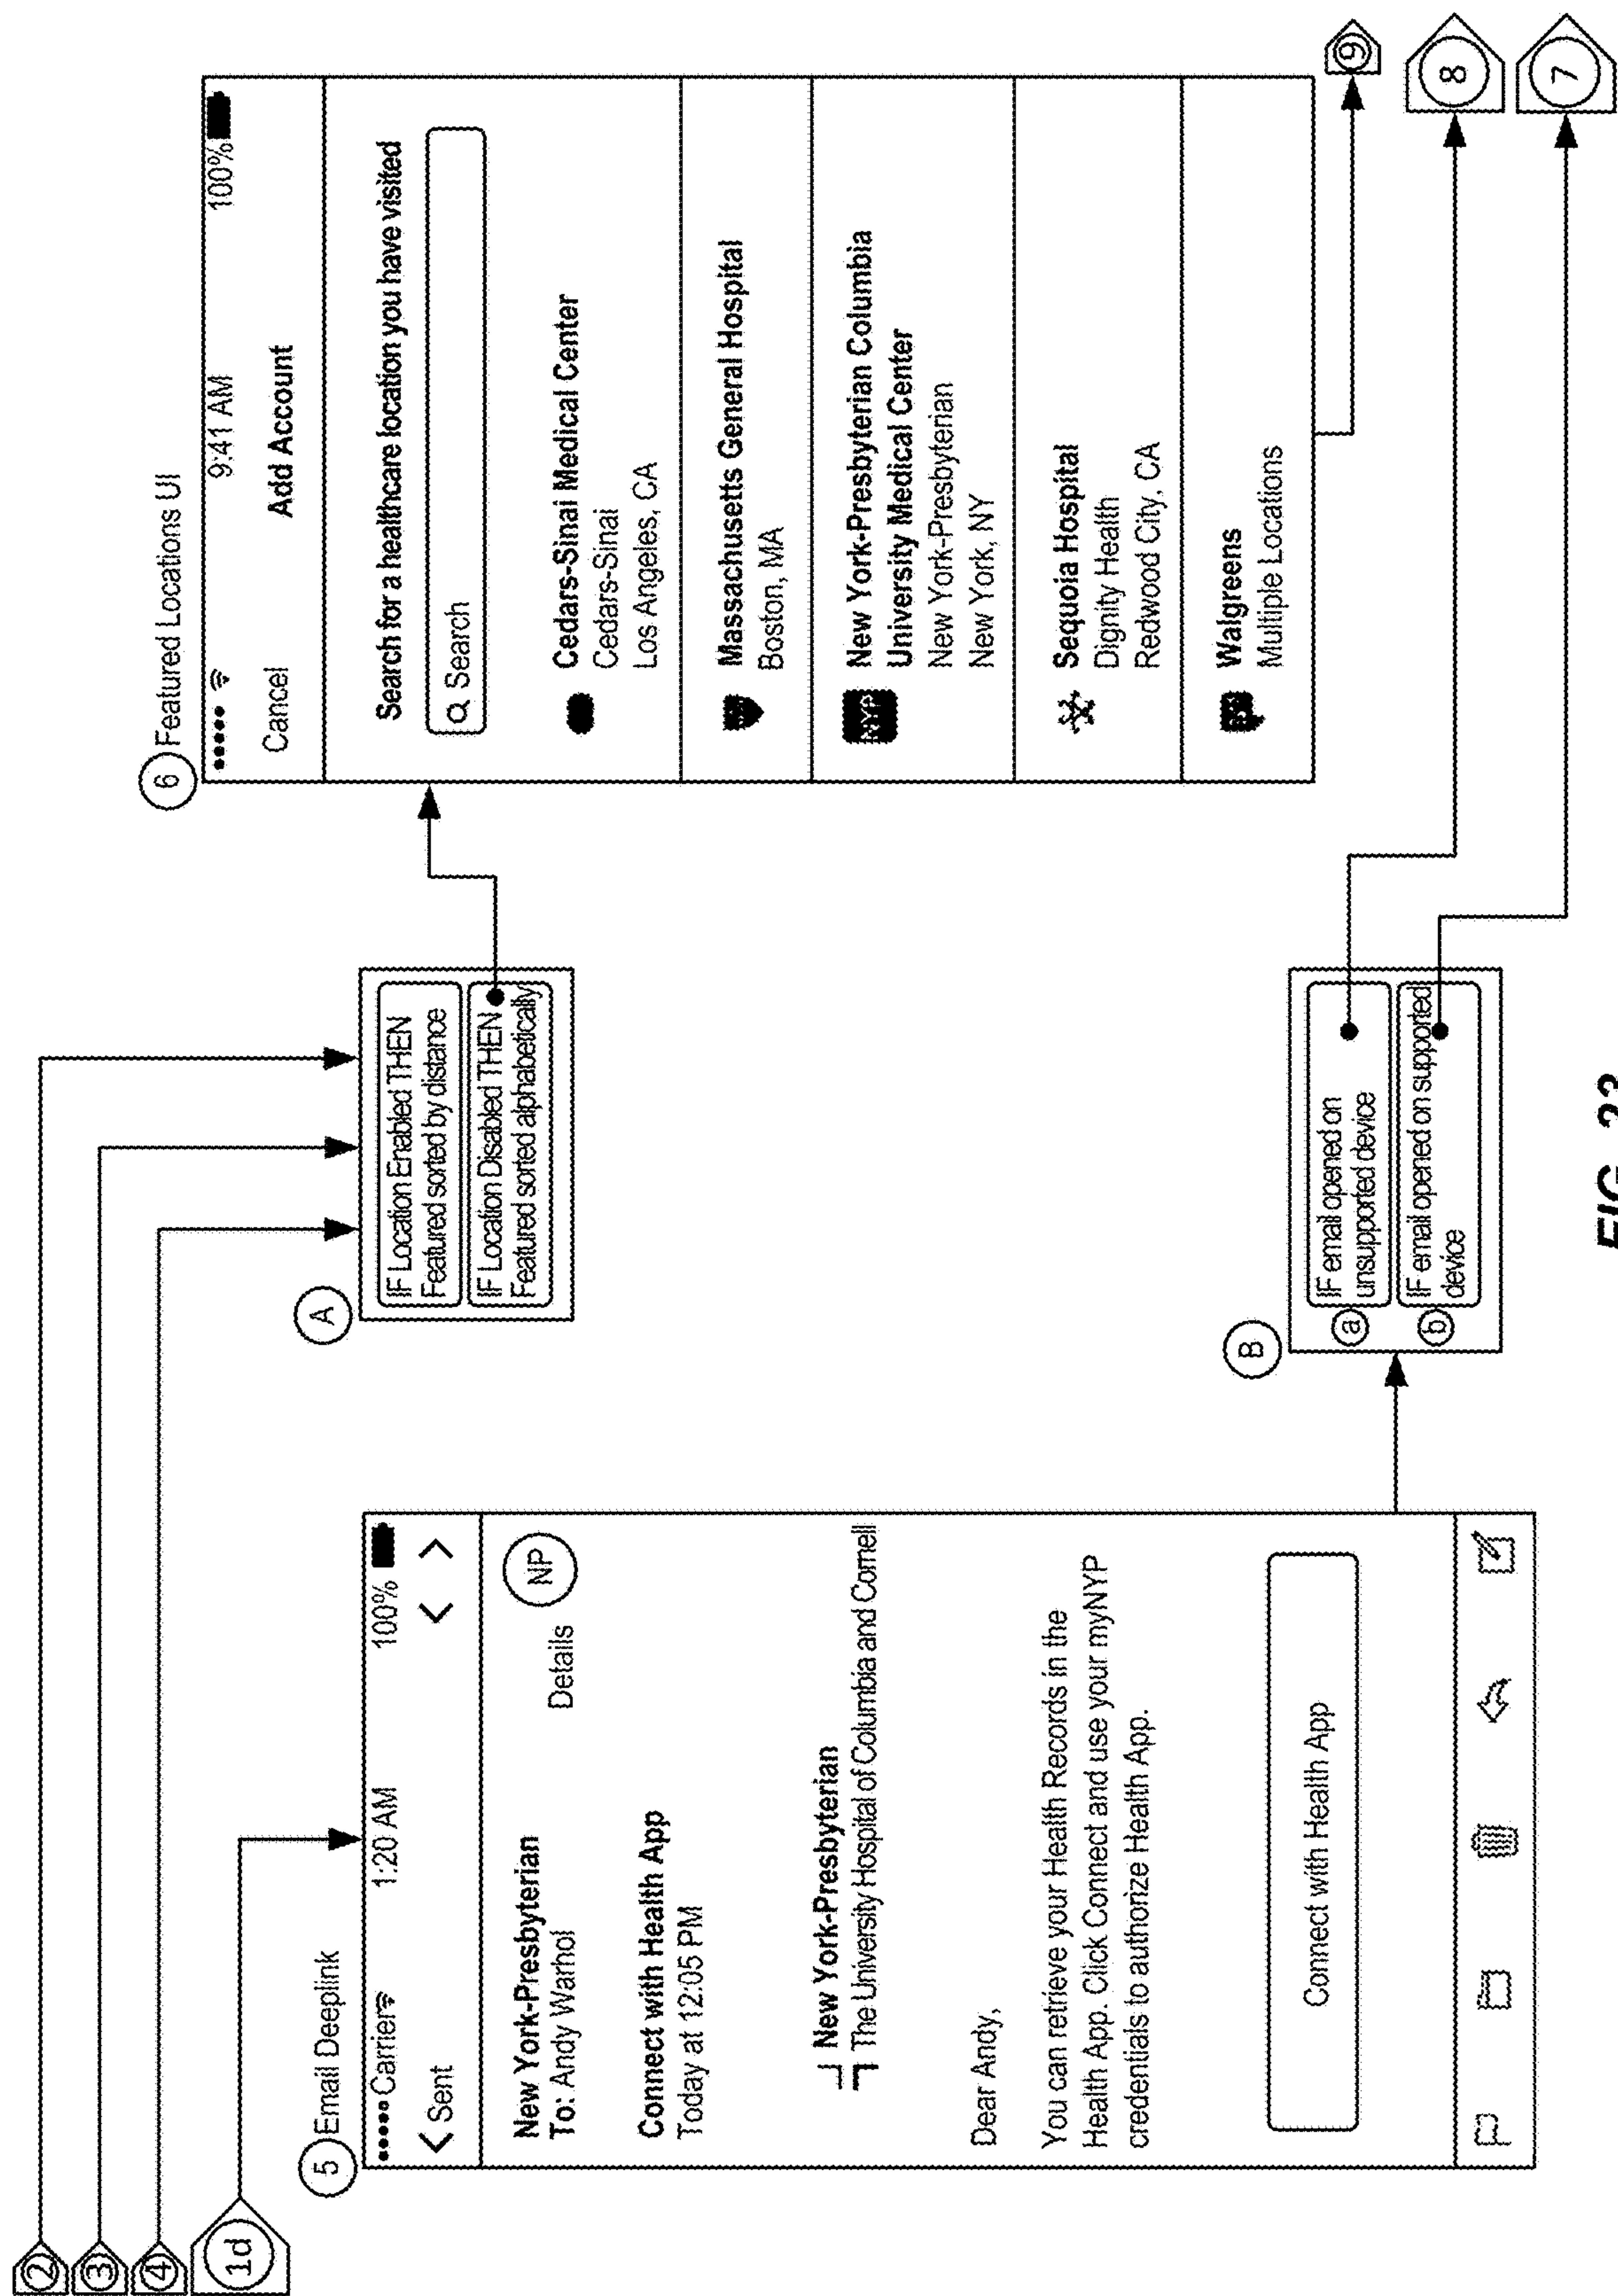 2
3
4
1d
5 Email Deeplink
Carrier 1:20 AM 100%
Sent
New York-Presbyterian
To: Andy Warhol Details
NP
Connect with Health App
Today at 12:05 PM
New York-Presbyterian
The University Hospital of Columbia and Cornell
Dear Andy,
You can retrieve your Health Records in the
Health App. Click Connect and use your myNYP
credentials to authorize Health App.
Connect with Health App
A
IF Location Enabled THEN
Featured sorted by distance
IF Location Disabled THEN
Featured sorted alphabetically
B
a
IF email opened on
unsupported device
b
IF email opened on supported
device
6 Featured Locations UI
9:41 AM 100%
Cancel Add Account
Search for a healthcare location you have visited
Search
Cedars-Sinai Medical Center
Cedars-Sinai
Los Angeles, CA
Massachusetts General Hospital
Boston, MA
NYP
New York-Presbyterian Columbia
University Medical Center
New York-Presbyterian
New York, NY
Sequoia Hospital
Dignity Health
Redwood City, CA
Walgreens
Multiple Locations
9
8
7
FIG. 23